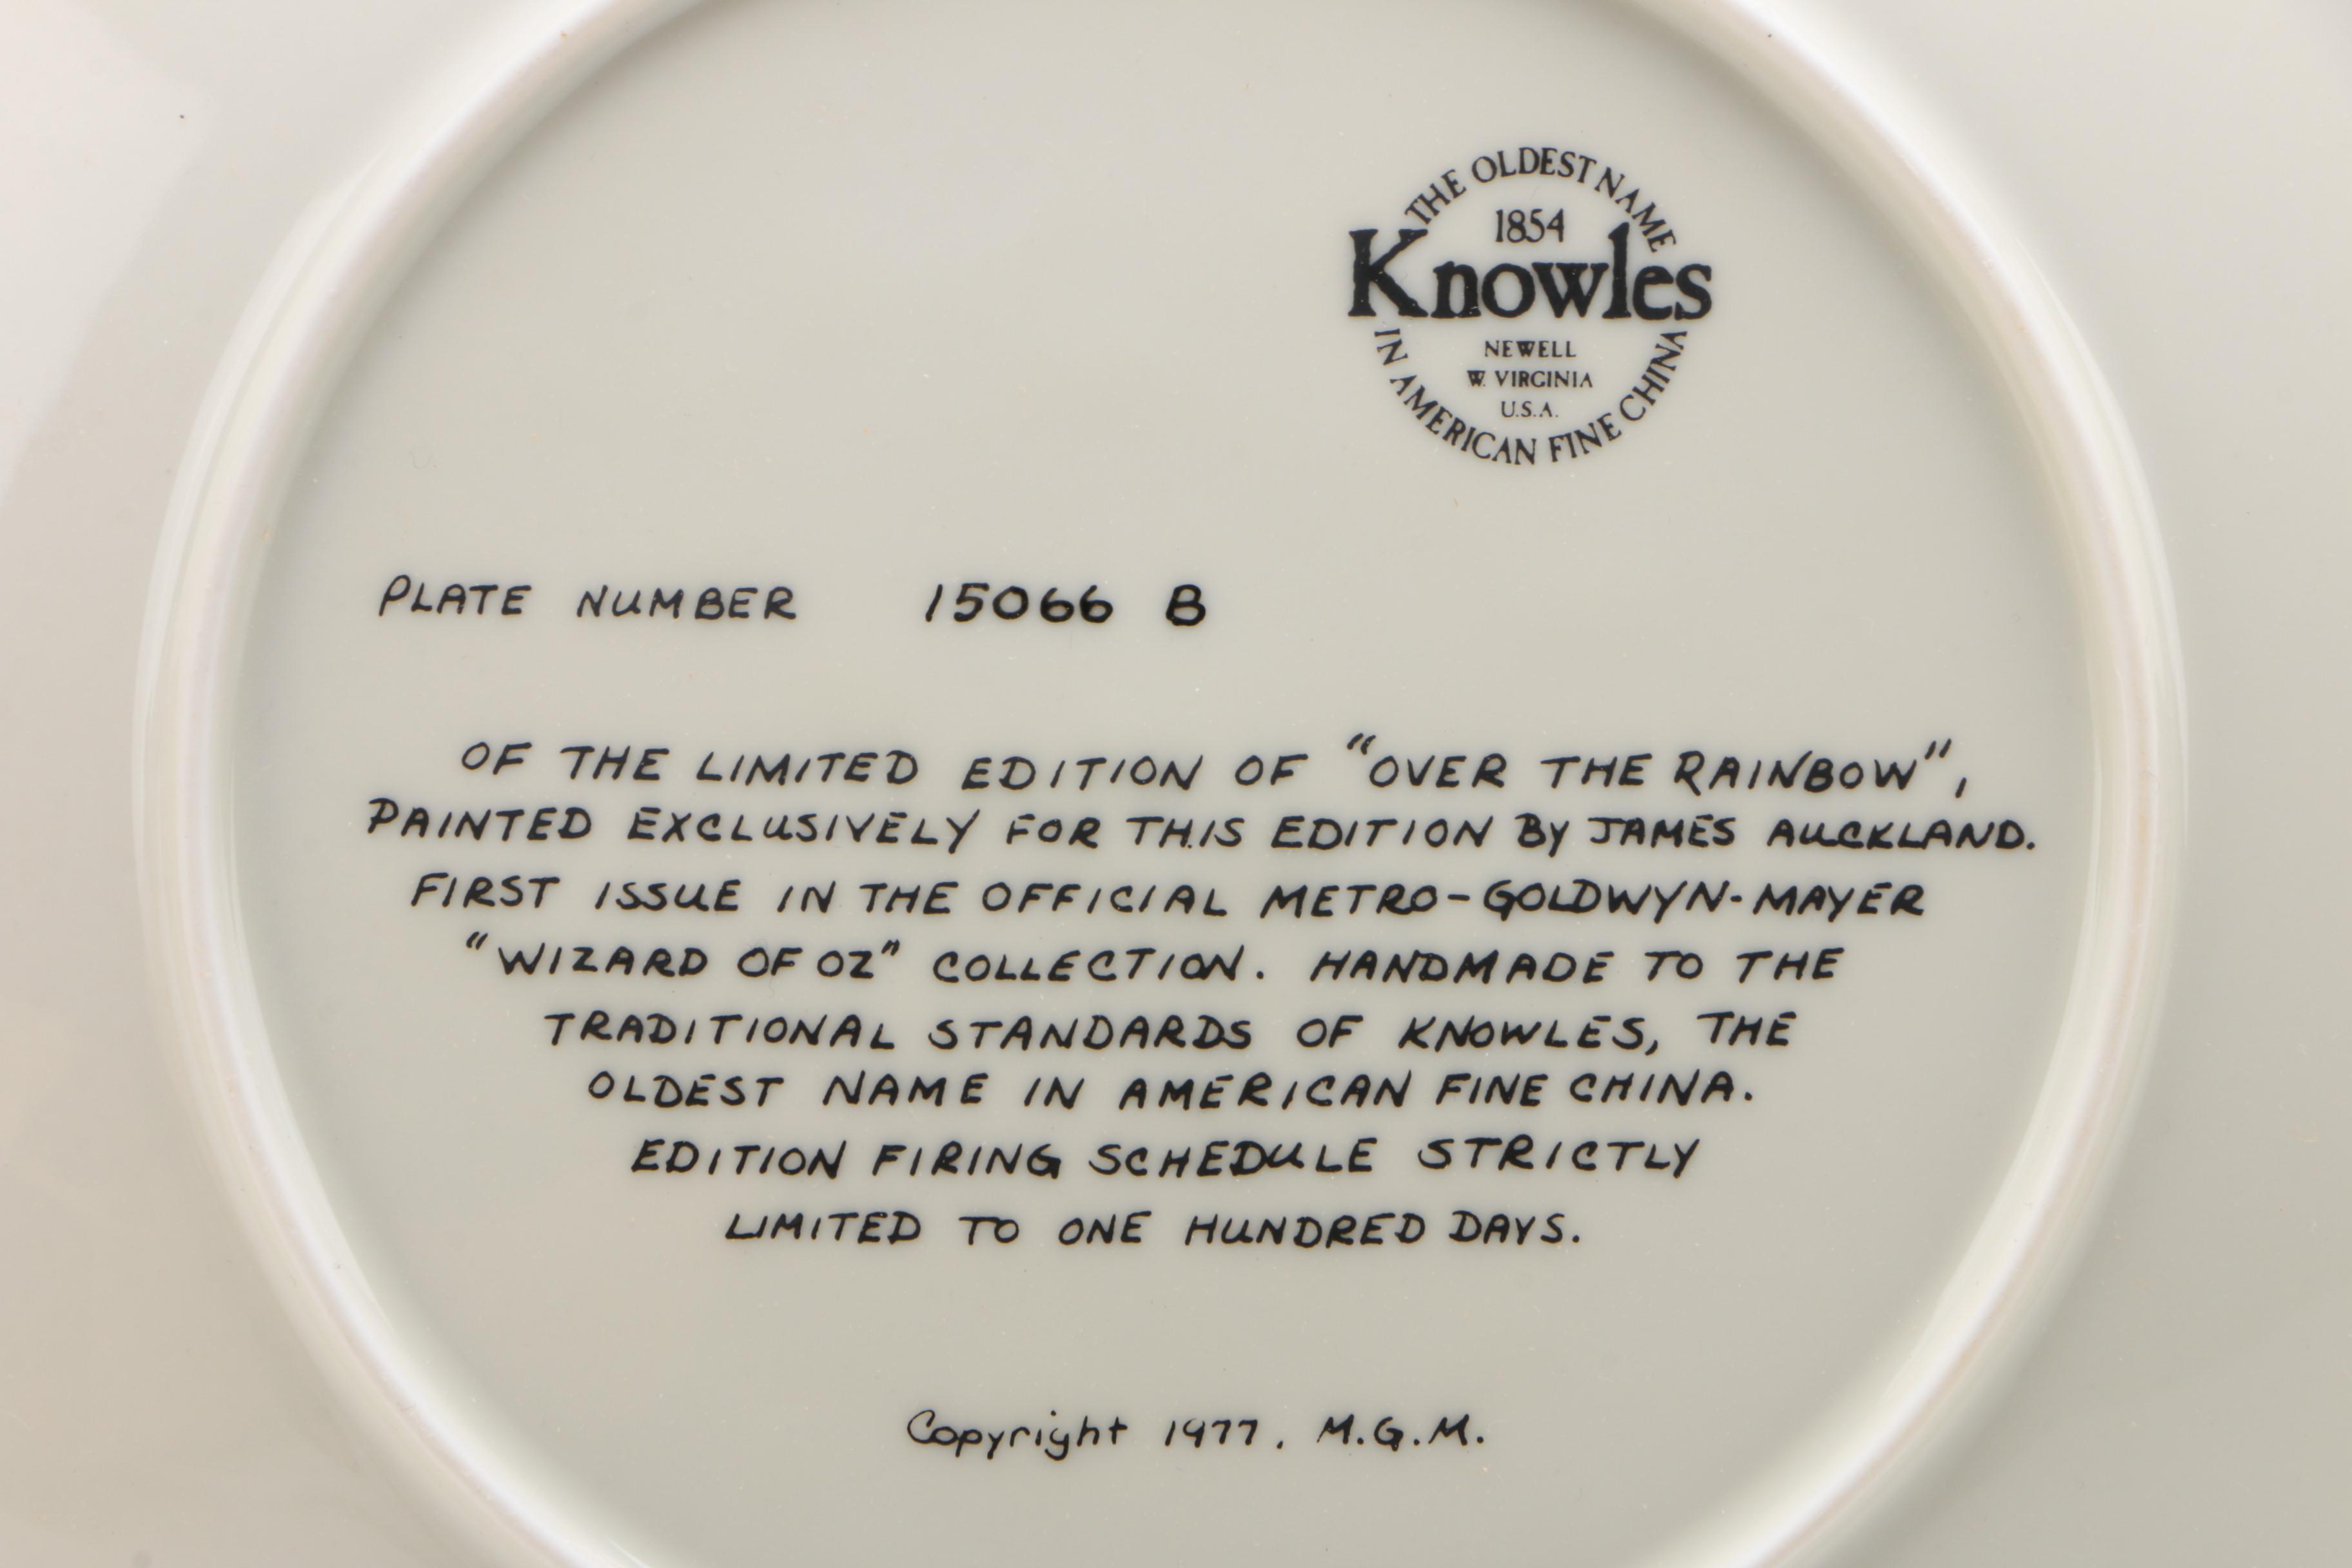 THE OLDEST NAME
1854
Knowles
NEWELL
W. VIRGINIA
U.S.A.
IN AMERICAN FINE CHINA
PLATE NUMBER 15066 B
OF THE LIMITED EDITION OF "OVER THE RAINBOW",
PAINTED EXCLUSIVELY FOR THIS EDITION BY JAMES AUCKLAND.
FIRST ISSUE IN THE OFFICIAL METRO-GOLDWYN-MAYER
"WIZARD OF OZ" COLLECTION. HANDMADE TO THE
TRADITIONAL STANDARDS OF KNOWLES, THE
OLDEST NAME IN AMERICAN FINE CHINA.
EDITION FIRING SCHEDULE STRICTLY
LIMITED TO ONE HUNDRED DAYS.
Copyright 1977, M.G.M.